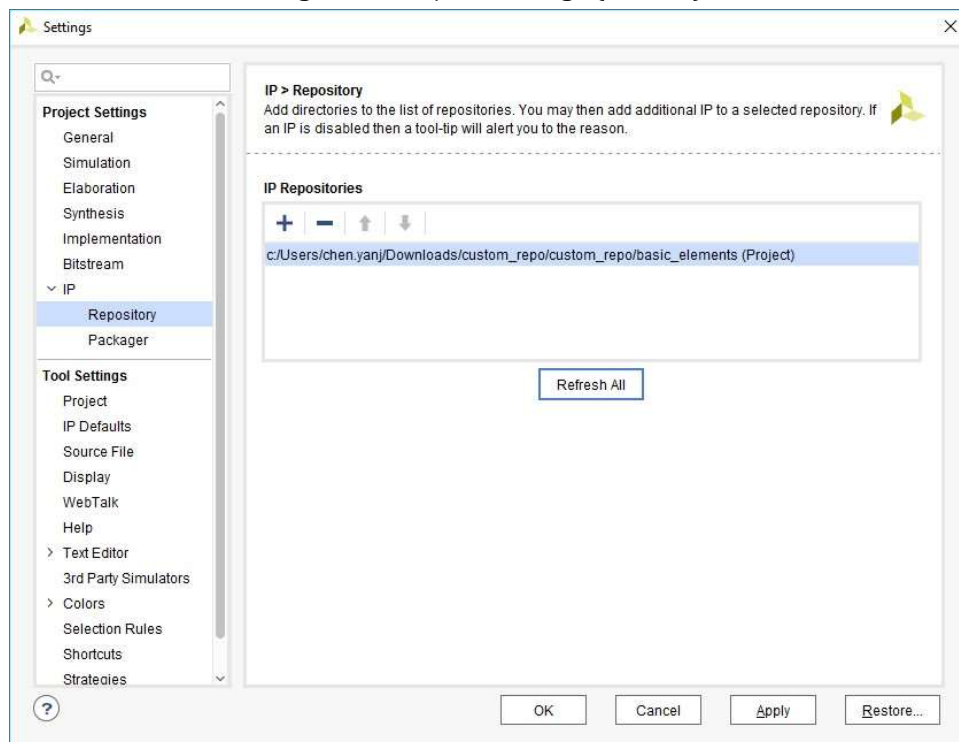 Settings
Project Settings
General
Simulation
Elaboration
Synthesis
Implementation
Bitstream
IP
Repository
Packager
Tool Settings
Project
IP Defaults
Source File
Display
WebTalk
Help
Text Editor
3rd Party Simulators
Colors
Selection Rules
Shortcuts
Strategies
IP > Repository
Add directories to the list of repositories. You may then add additional IP to a selected repository. If
an IP is disabled then a tool-tip will alert you to the reason.
IP Repositories
c:/Users/chen.yanj/Downloads/custom_repo/custom_repo/basic_elements (Project)
Refresh All
?
OK
Cancel
Apply
Restore...